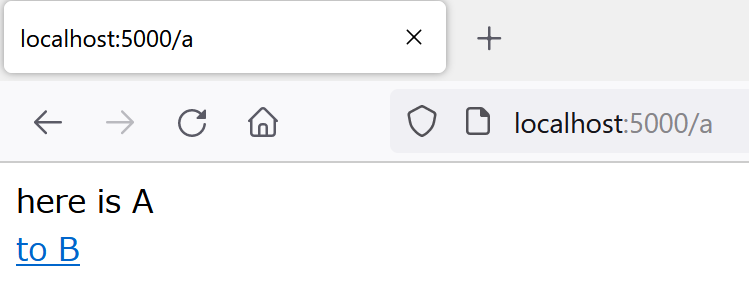 localhost:5000/a
localhost:5000/a
here is A
to B